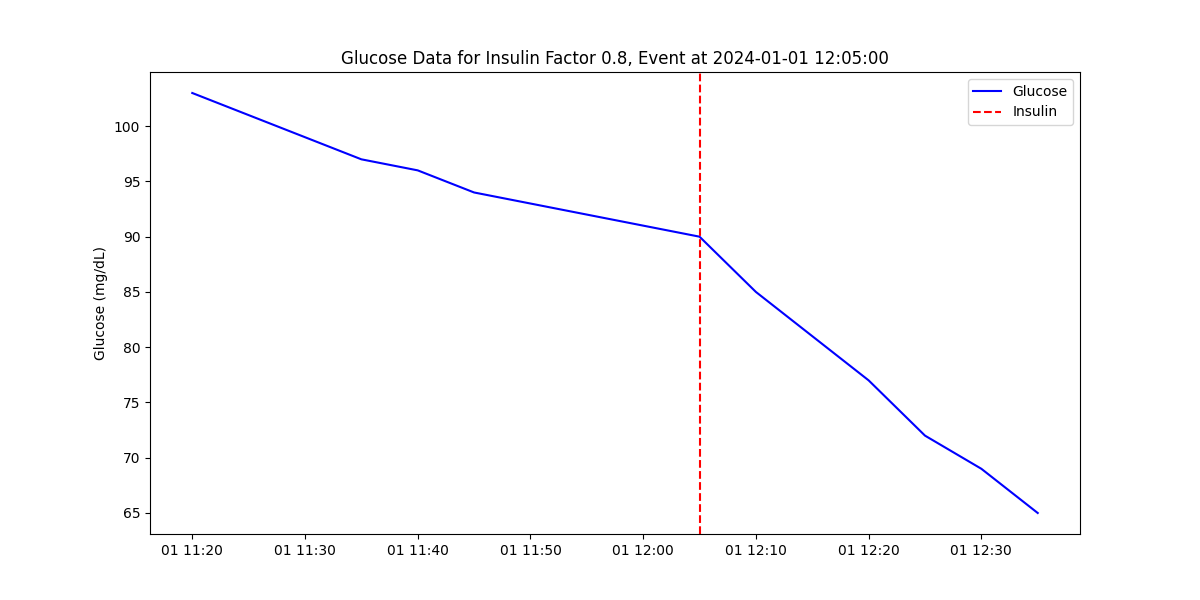 Glucose Data for Insulin Factor 0.8, Event at 2024-01-01 12:05:00
Glucose
Insulin
Glucose (mg/dL)
100
95
90
85
80
75
70
65
01 11:20 01 11:30 01 11:40 01 11:50 01 12:00 01 12:10 01 12:20 01 12:30